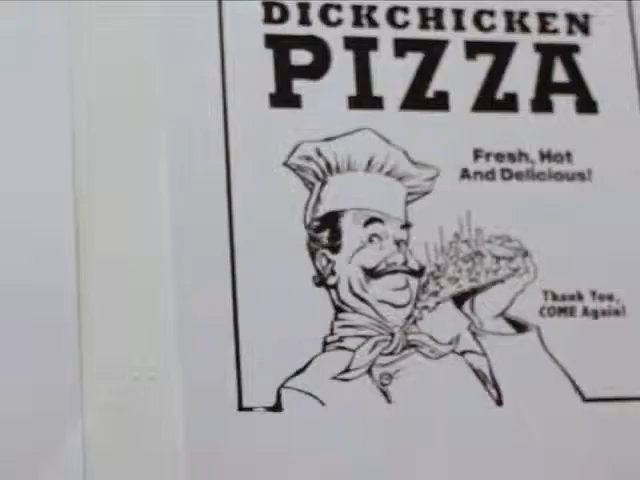 DICKCHICKEN
PIZZA
Fresh, Hot
And Delicious!
Thank You,
COME Again!